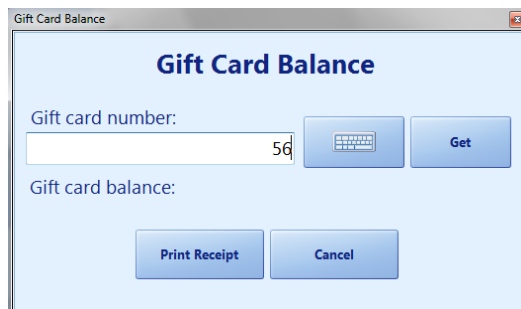 Gift Card Balance
Gift Card Balance
Gift card number:
56
Get
Gift card balance:
Print Receipt
Cancel